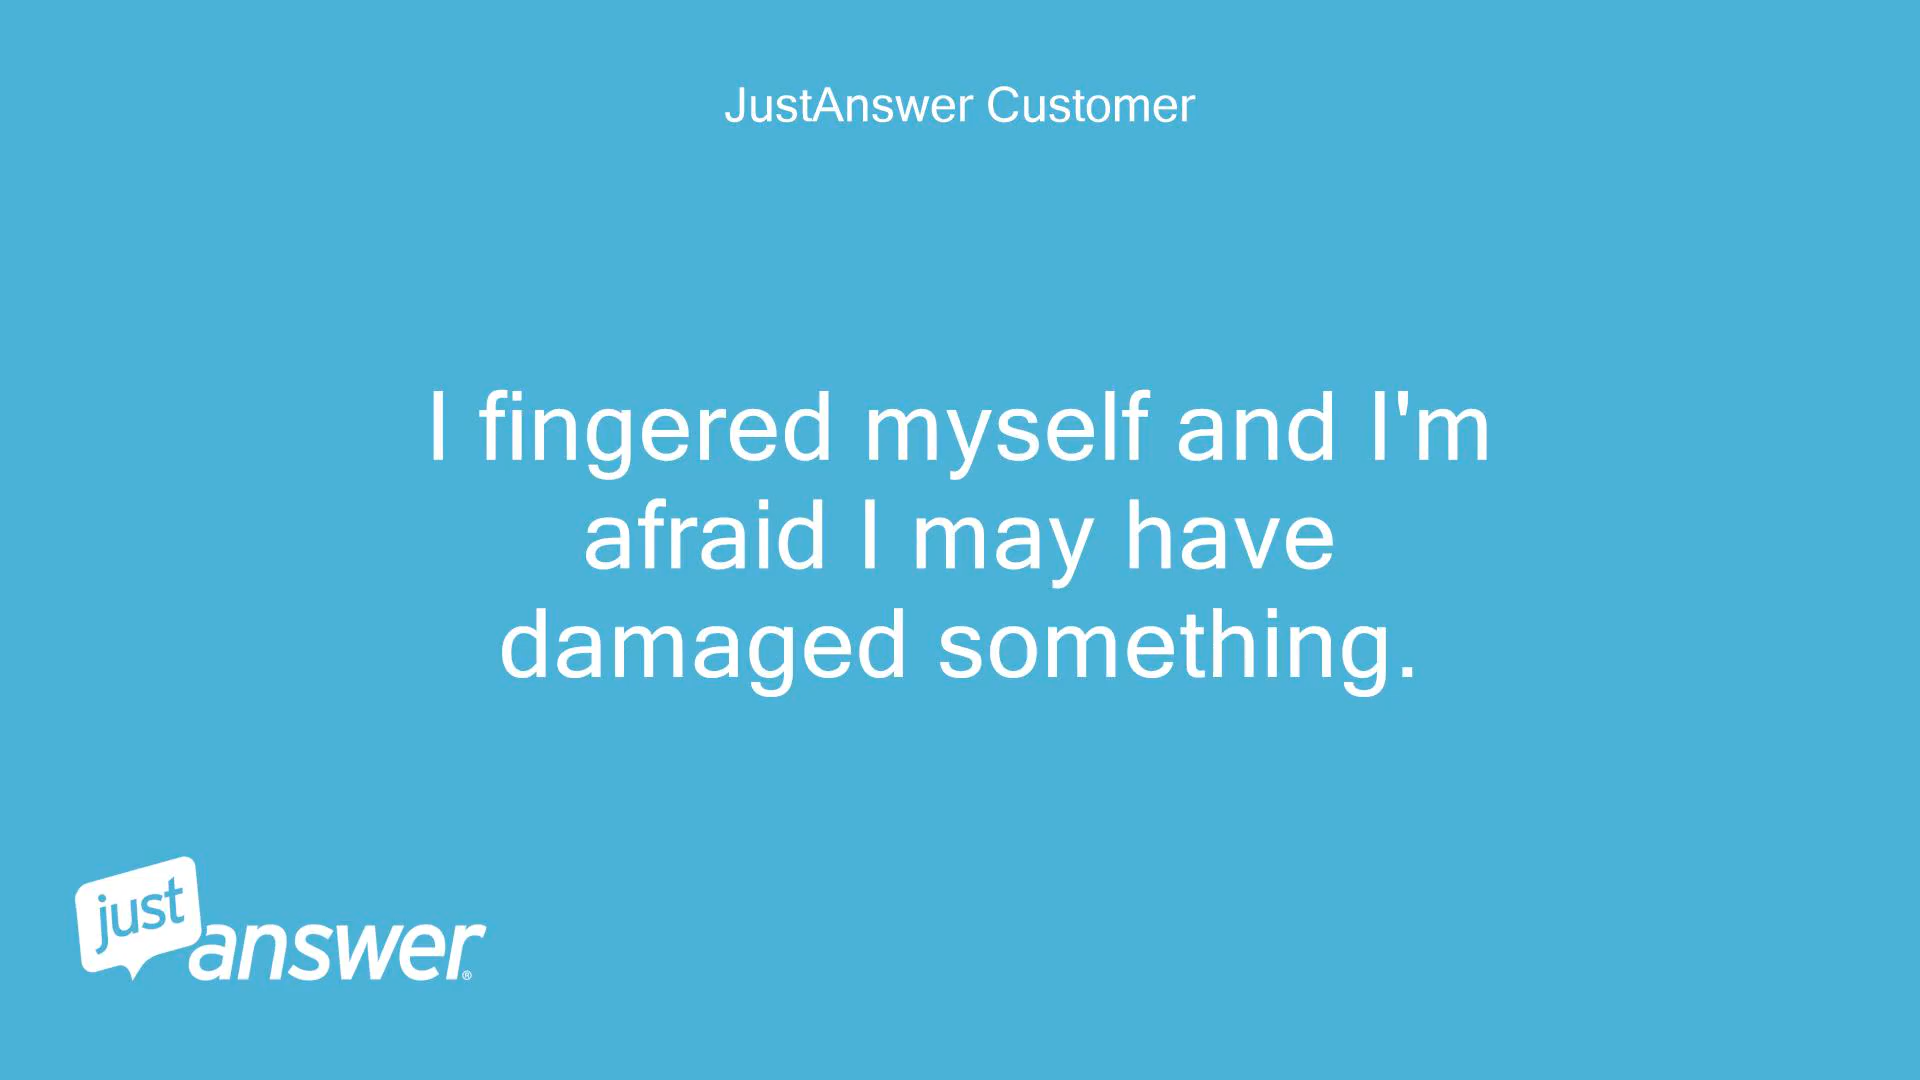 JustAnswer Customer
I fingered myself and I'm
afraid I may have
damaged something.
just
answer®